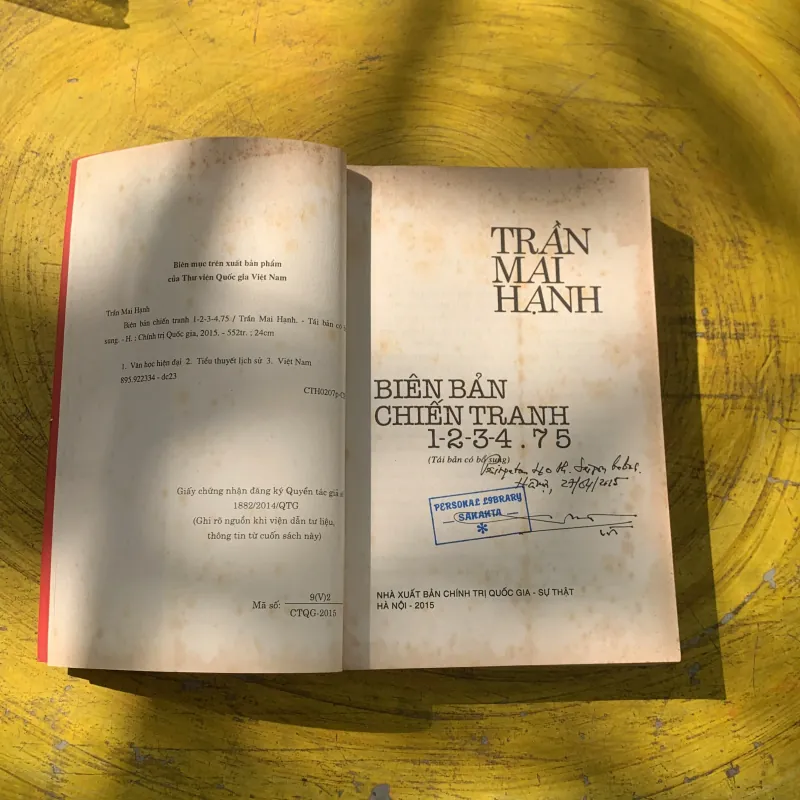 Biên mục trên xuất bản phẩm
của Thư viện Quốc gia Việt Nam
Trần Mai Hạnh
Biên bản chiến tranh 1-2-3-4.75 / Trần Mai Hạnh. - Tái bản có
sung. - H. : Chính trị Quốc gia, 2015. - 552tr. ; 24cm
1. Văn học hiện đại 2. Tiểu thuyết lịch sử 3. Việt Nam
895.922334 - dc23
CTH0207p-C
Giấy chứng nhận đăng ký Quyền tác giả
1882/2014/QTG
(Ghi rõ nguồn khi viện dẫn tư liệu,
thông tin từ cuốn sách này)
Mã số:
9(V)2
CTQG-2015
TRẦN
MAI
HẠNH
BIÊN BẢN
CHIẾN TRANH
1-2-3-4 . 75
(Tái bản có bổ sung)
Hà Nội, 29/04/2015
PERSONAL LIBRARY
SAKAKTA
*
NHÀ XUẤT BẢN CHÍNH TRỊ QUỐC GIA - SỰ THẬT
HÀ NỘI - 2015